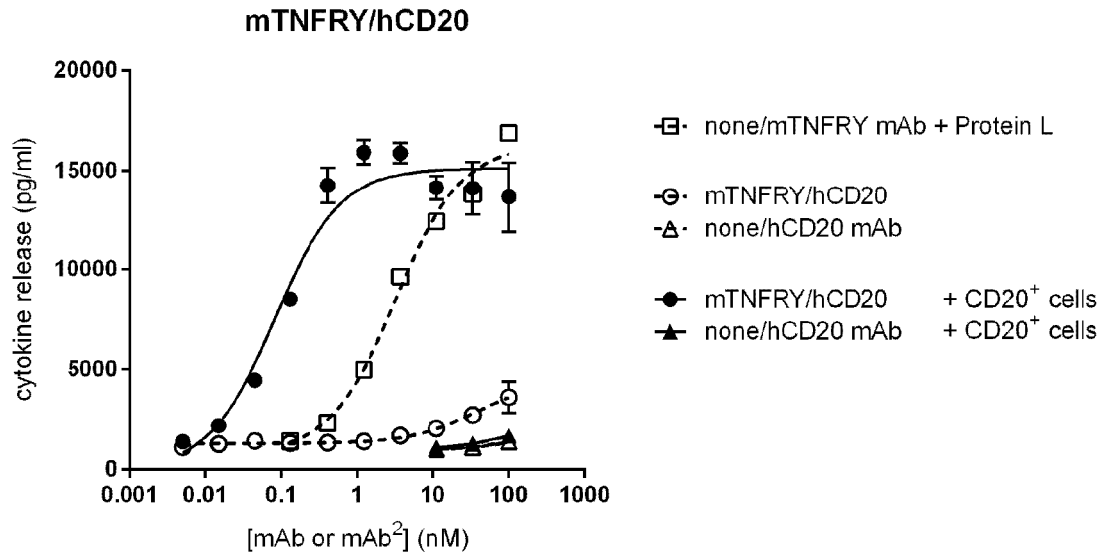 mTNFRY/hCD20
20000
15000
10000
5000
0
cytokine release (pg/ml)
0.001 0.01 0.1 1 10 100 1000
[mAb or mAb²] (nM)
none/mTNFRY mAb + Protein L
mTNFRY/hCD20
none/hCD20 mAb
mTNFRY/hCD20 + CD20⁺ cells
none/hCD20 mAb + CD20⁺ cells